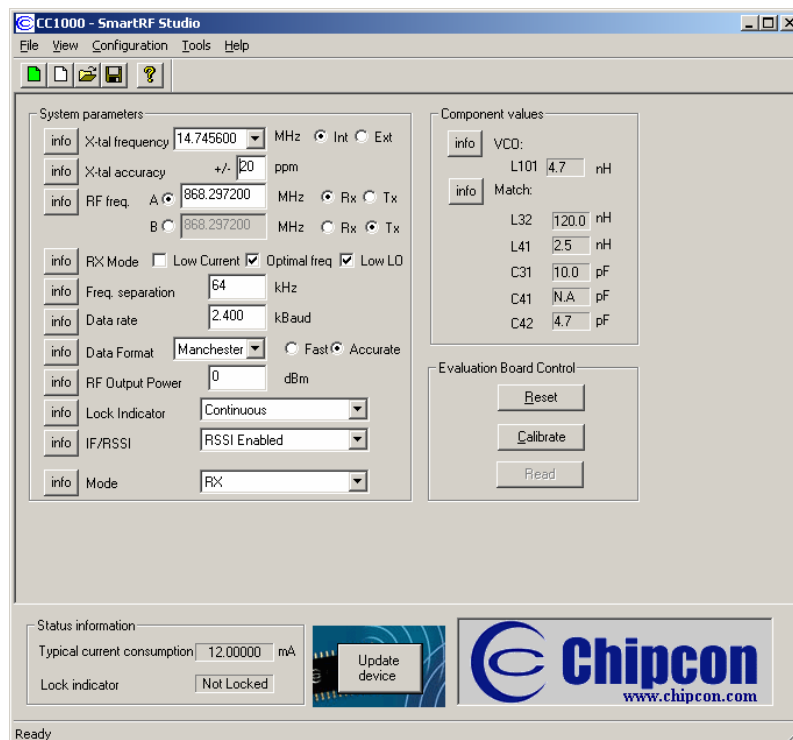 CC1000 - SmartRF Studio
File View Configuration Tools Help
System parameters
info X-tal frequency 14.745600 MHz Int Ext
info X-tal accuracy +/- 20 ppm
info RF freq. A 868.297200 MHz Rx Tx
B 868.297200 MHz Rx Tx
info RX Mode Low Current Optimal freq Low LO
info Freq. separation 64 kHz
info Data rate 2.400 kBaud
info Data Format Manchester Fast Accurate
info RF Output Power 0 dBm
info Lock Indicator Continuous
info IF/RSSI RSSI Enabled
info Mode RX
Component values
info VCO:
L101 4.7 nH
info Match:
L32 120.0 nH
L41 2.5 nH
C31 10.0 pF
C41 N.A pF
C42 4.7 pF
Evaluation Board Control
Reset
Calibrate
Read
Status information
Typical current consumption 12.00000 mA
Lock indicator Not Locked
Update
device
Chipcon
www.chipcon.com
Ready